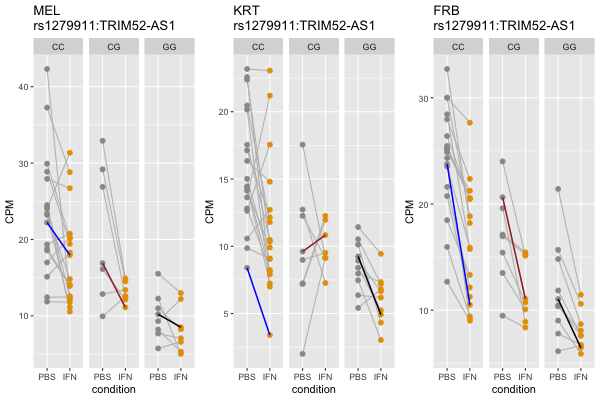 MEL
rs1279911:TRIM52-AS1
CC
CG
GG
CPM
40
30
20
10
PBS IFN PBS IFN PBS IFN
condition
KRT
rs1279911:TRIM52-AS1
CC
CG
GG
CPM
20
15
10
5
PBS IFN PBS IFN PBS IFN
condition
FRB
rs1279911:TRIM52-AS1
CC
CG
GG
CPM
30
20
10
PBS IFN PBS IFN PBS IFN
condition